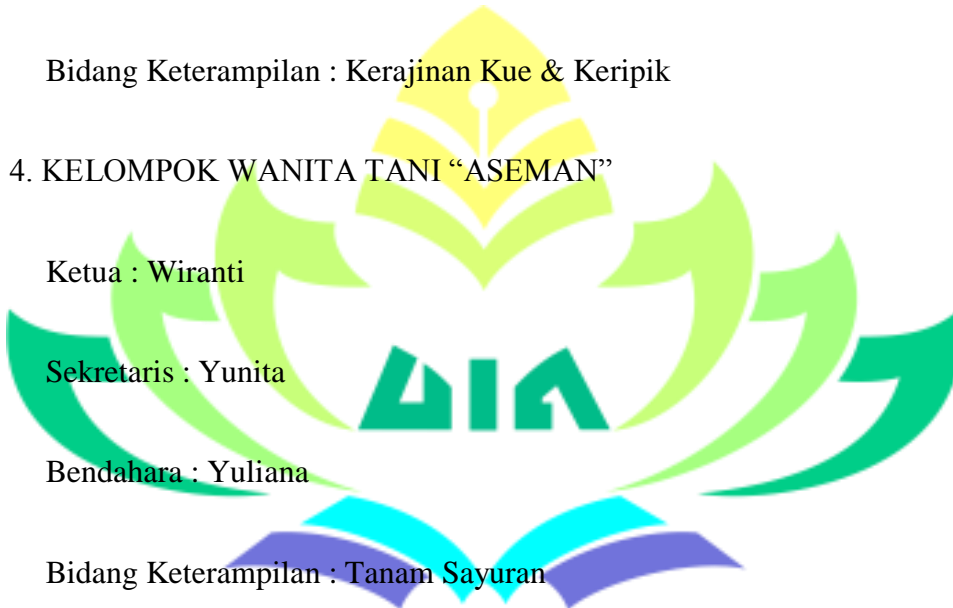 Bidang Keterampilan : Kerajinan Kue & Keripik
4. KELOMPOK WANITA TANI “ASEMAN”
Ketua : Wiranti
Sekretaris : Yunita
UIN
Bendahara : Yuliana
Bidang Keterampilan : Tanam Sayuran